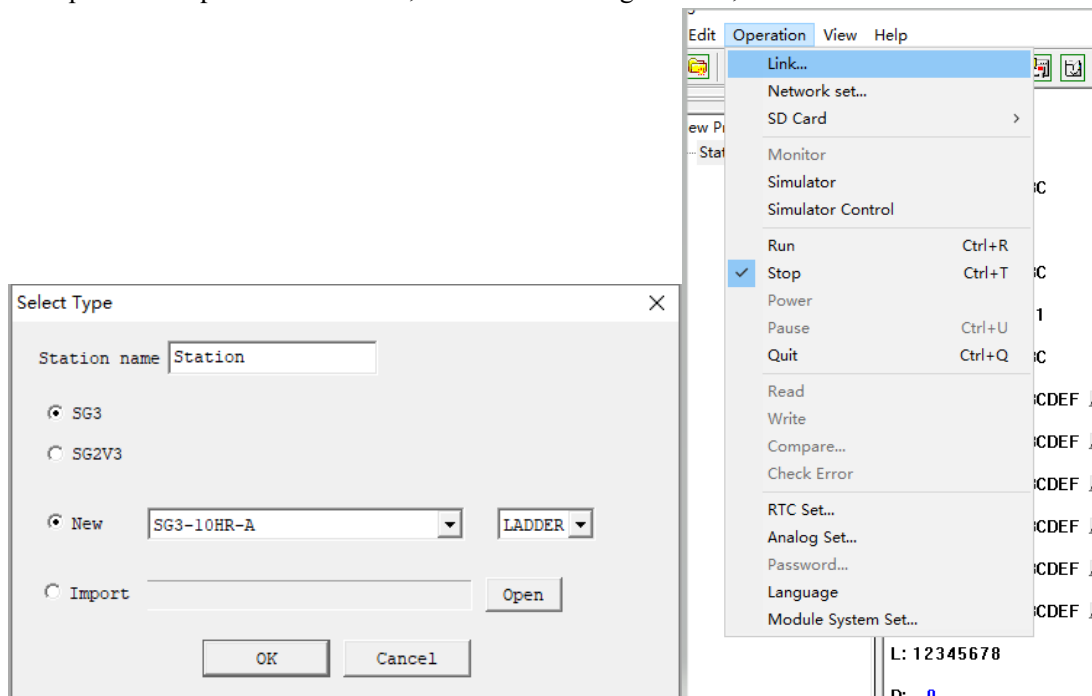 Select Type
Station name Station
SG3
SG2V3
New SG3-10HR-A LADDER
Import Open
OK Cancel
Edit Operation View Help
Link...
Network set...
SD Card
Monitor
Simulator
Simulator Control
Run Ctrl+R
Stop Ctrl+T
Power
Pause Ctrl+U
Quit Ctrl+Q
Read
Write
Compare...
Check Error
RTC Set...
Analog Set...
Password...
Language
Module System Set...
L: 12345678